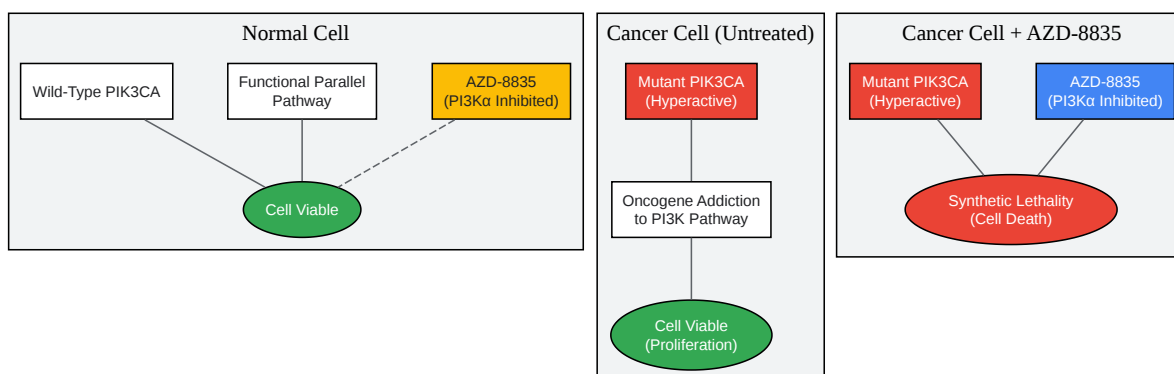 Normal Cell
Wild-Type PIK3CA
Functional Parallel
Pathway
AZD-8835
(PI3Kα Inhibited)
Cell Viable
Cancer Cell (Untreated)
Mutant PIK3CA
(Hyperactive)
Oncogene Addiction
to PI3K Pathway
Cell Viable
(Proliferation)
Cancer Cell + AZD-8835
Mutant PIK3CA
(Hyperactive)
AZD-8835
(PI3Kα Inhibited)
Synthetic Lethality
(Cell Death)